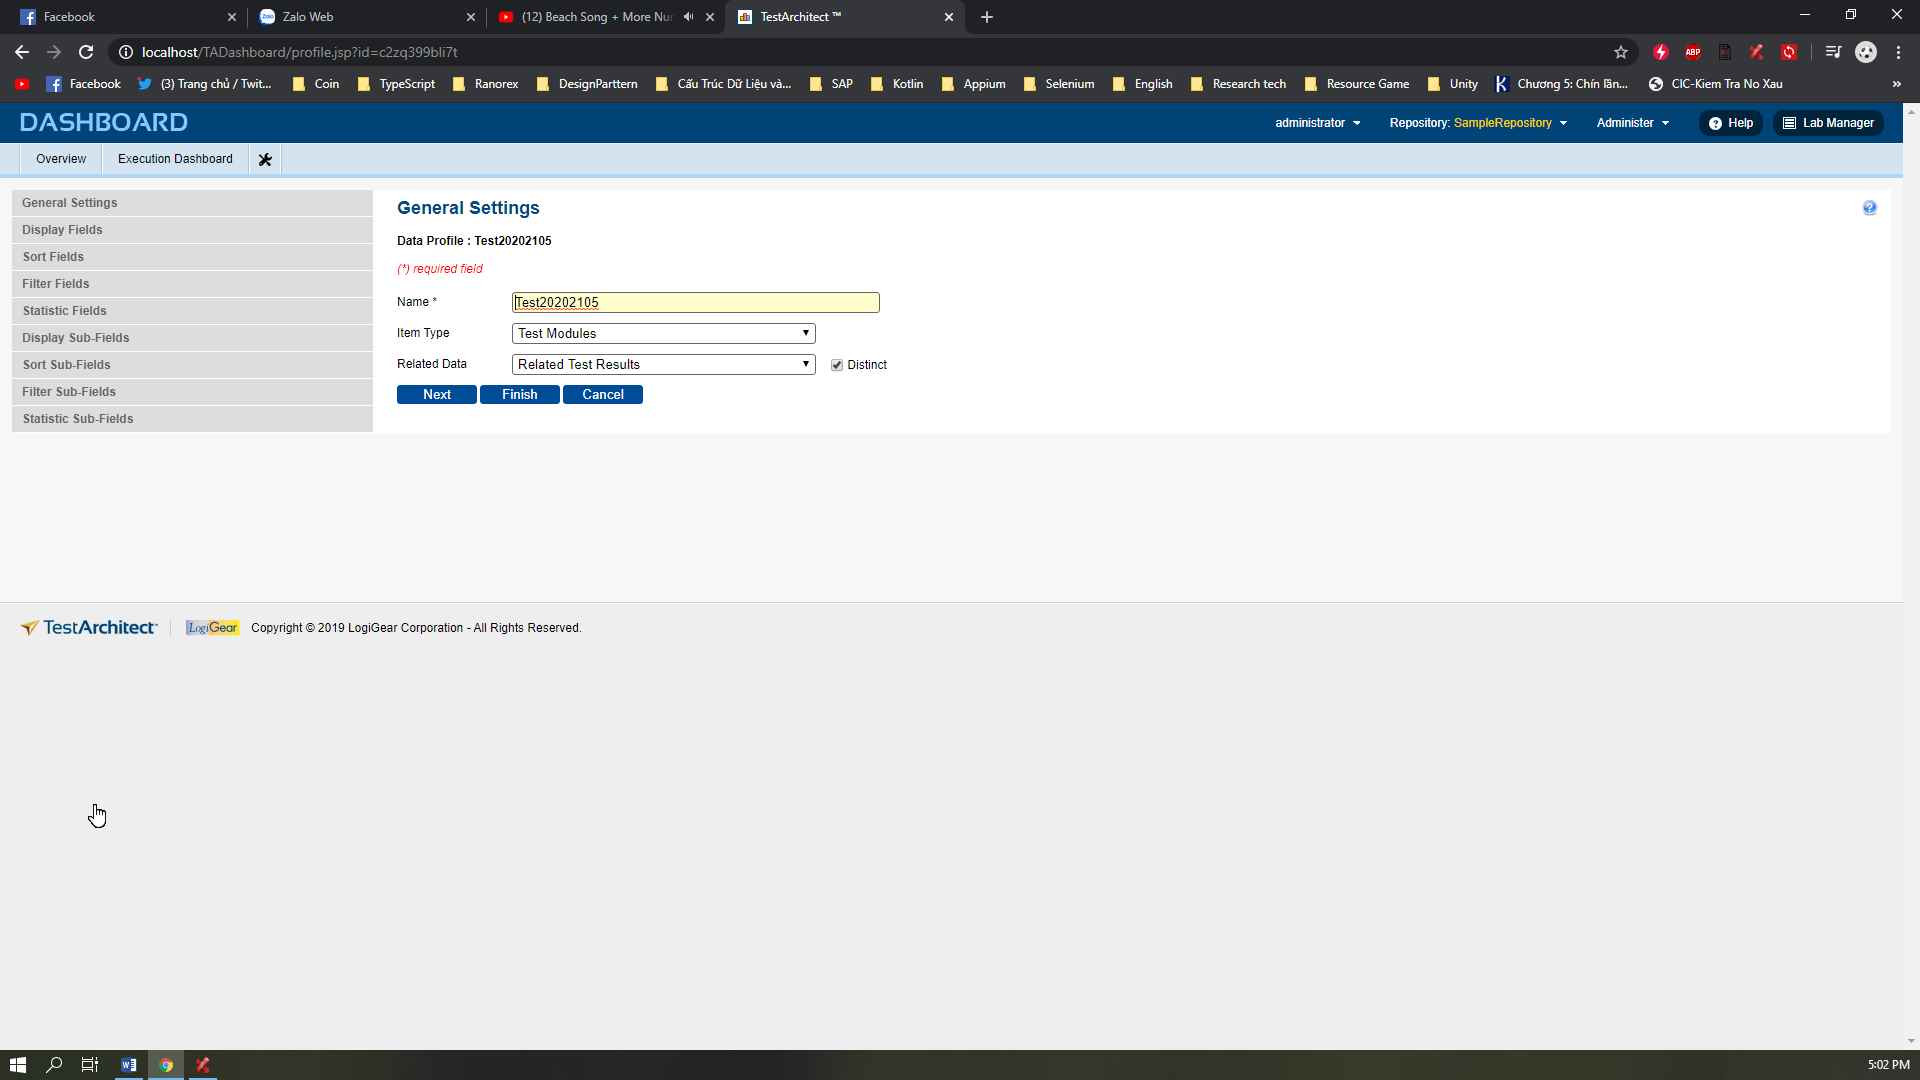 Facebook
Zalo Web
(12) Beach Song + More Nur
TestArchitect ™
localhost/TADashboard/profile.jsp?id=c2zq399bli7t
ABP
Facebook
(3) Trang chủ / Twit...
Coin
TypeScript
Ranorex
DesignParttern
Cấu Trúc Dữ Liệu và...
SAP
Kotlin
Appium
Selenium
English
Research tech
Resource Game
Unity
Chương 5: Chín lần...
CIC-Kiem Tra No Xau
»
DASHBOARD
administrator
Repository: SampleRepository
Administer
Help
Lab Manager
Overview
Execution Dashboard
General Settings
Display Fields
Sort Fields
Filter Fields
Statistic Fields
Display Sub-Fields
Sort Sub-Fields
Filter Sub-Fields
Statistic Sub-Fields
General Settings
Data Profile : Test20202105
(*) required field
Name *
Test20202105
Item Type
Test Modules
Related Data
Related Test Results
Distinct
Next
Finish
Cancel
TestArchitect™
LogiGear
Copyright © 2019 LogiGear Corporation - All Rights Reserved.
5:02 PM